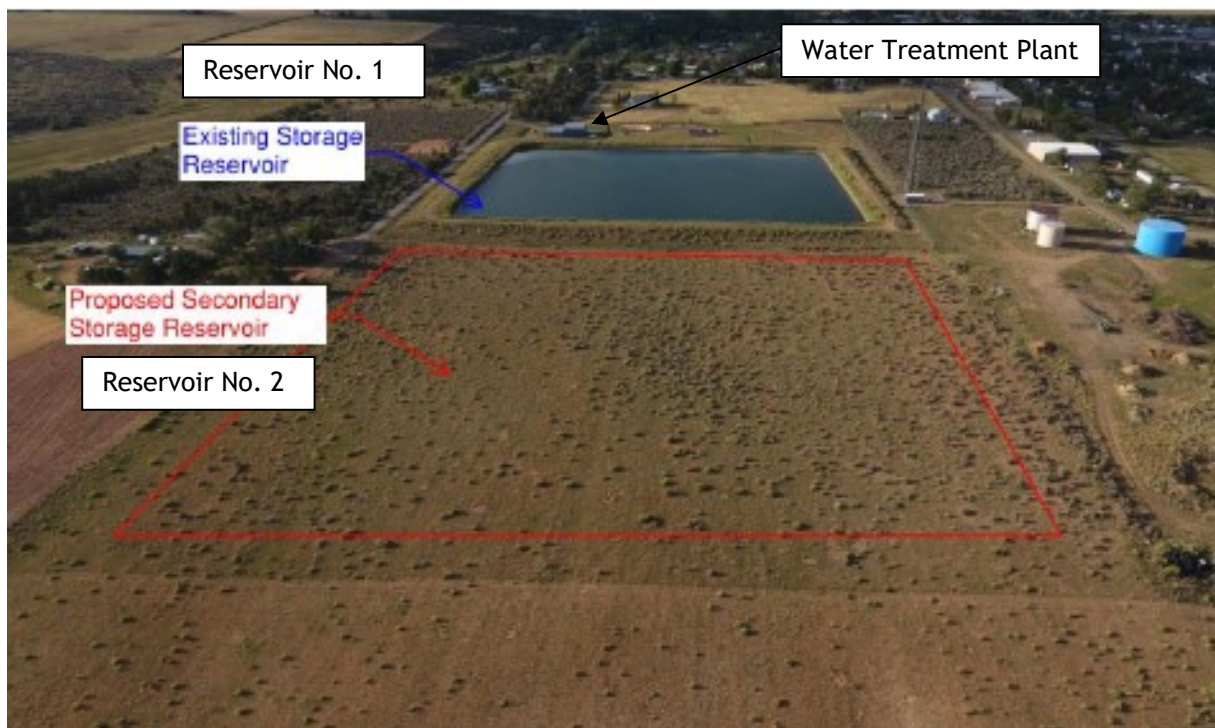 Reservoir No. 1
Water Treatment Plant
Existing Storage
Reservoir
Proposed Secondary
Storage Reservoir
Reservoir No. 2